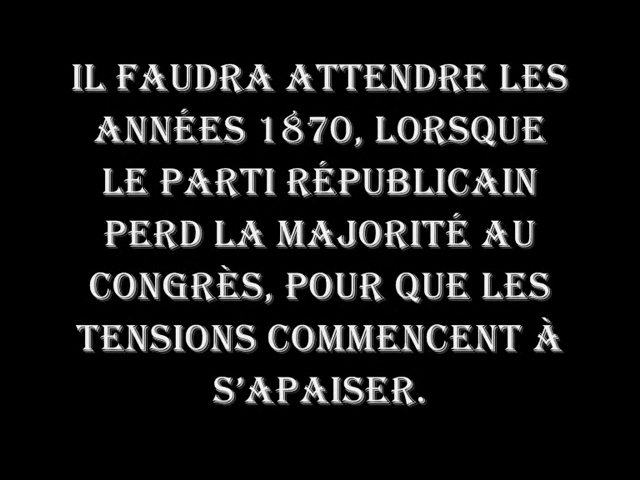 IL FAUDRA ATTENDRE LES
ANNÉES 1870, LORSQUE
LE PARTI RÉPUBLICAIN
PERD LA MAJORITÉ AU
CONGRÈS, POUR QUE LES
TENSIONS COMMENCENT À
S'APAISER.